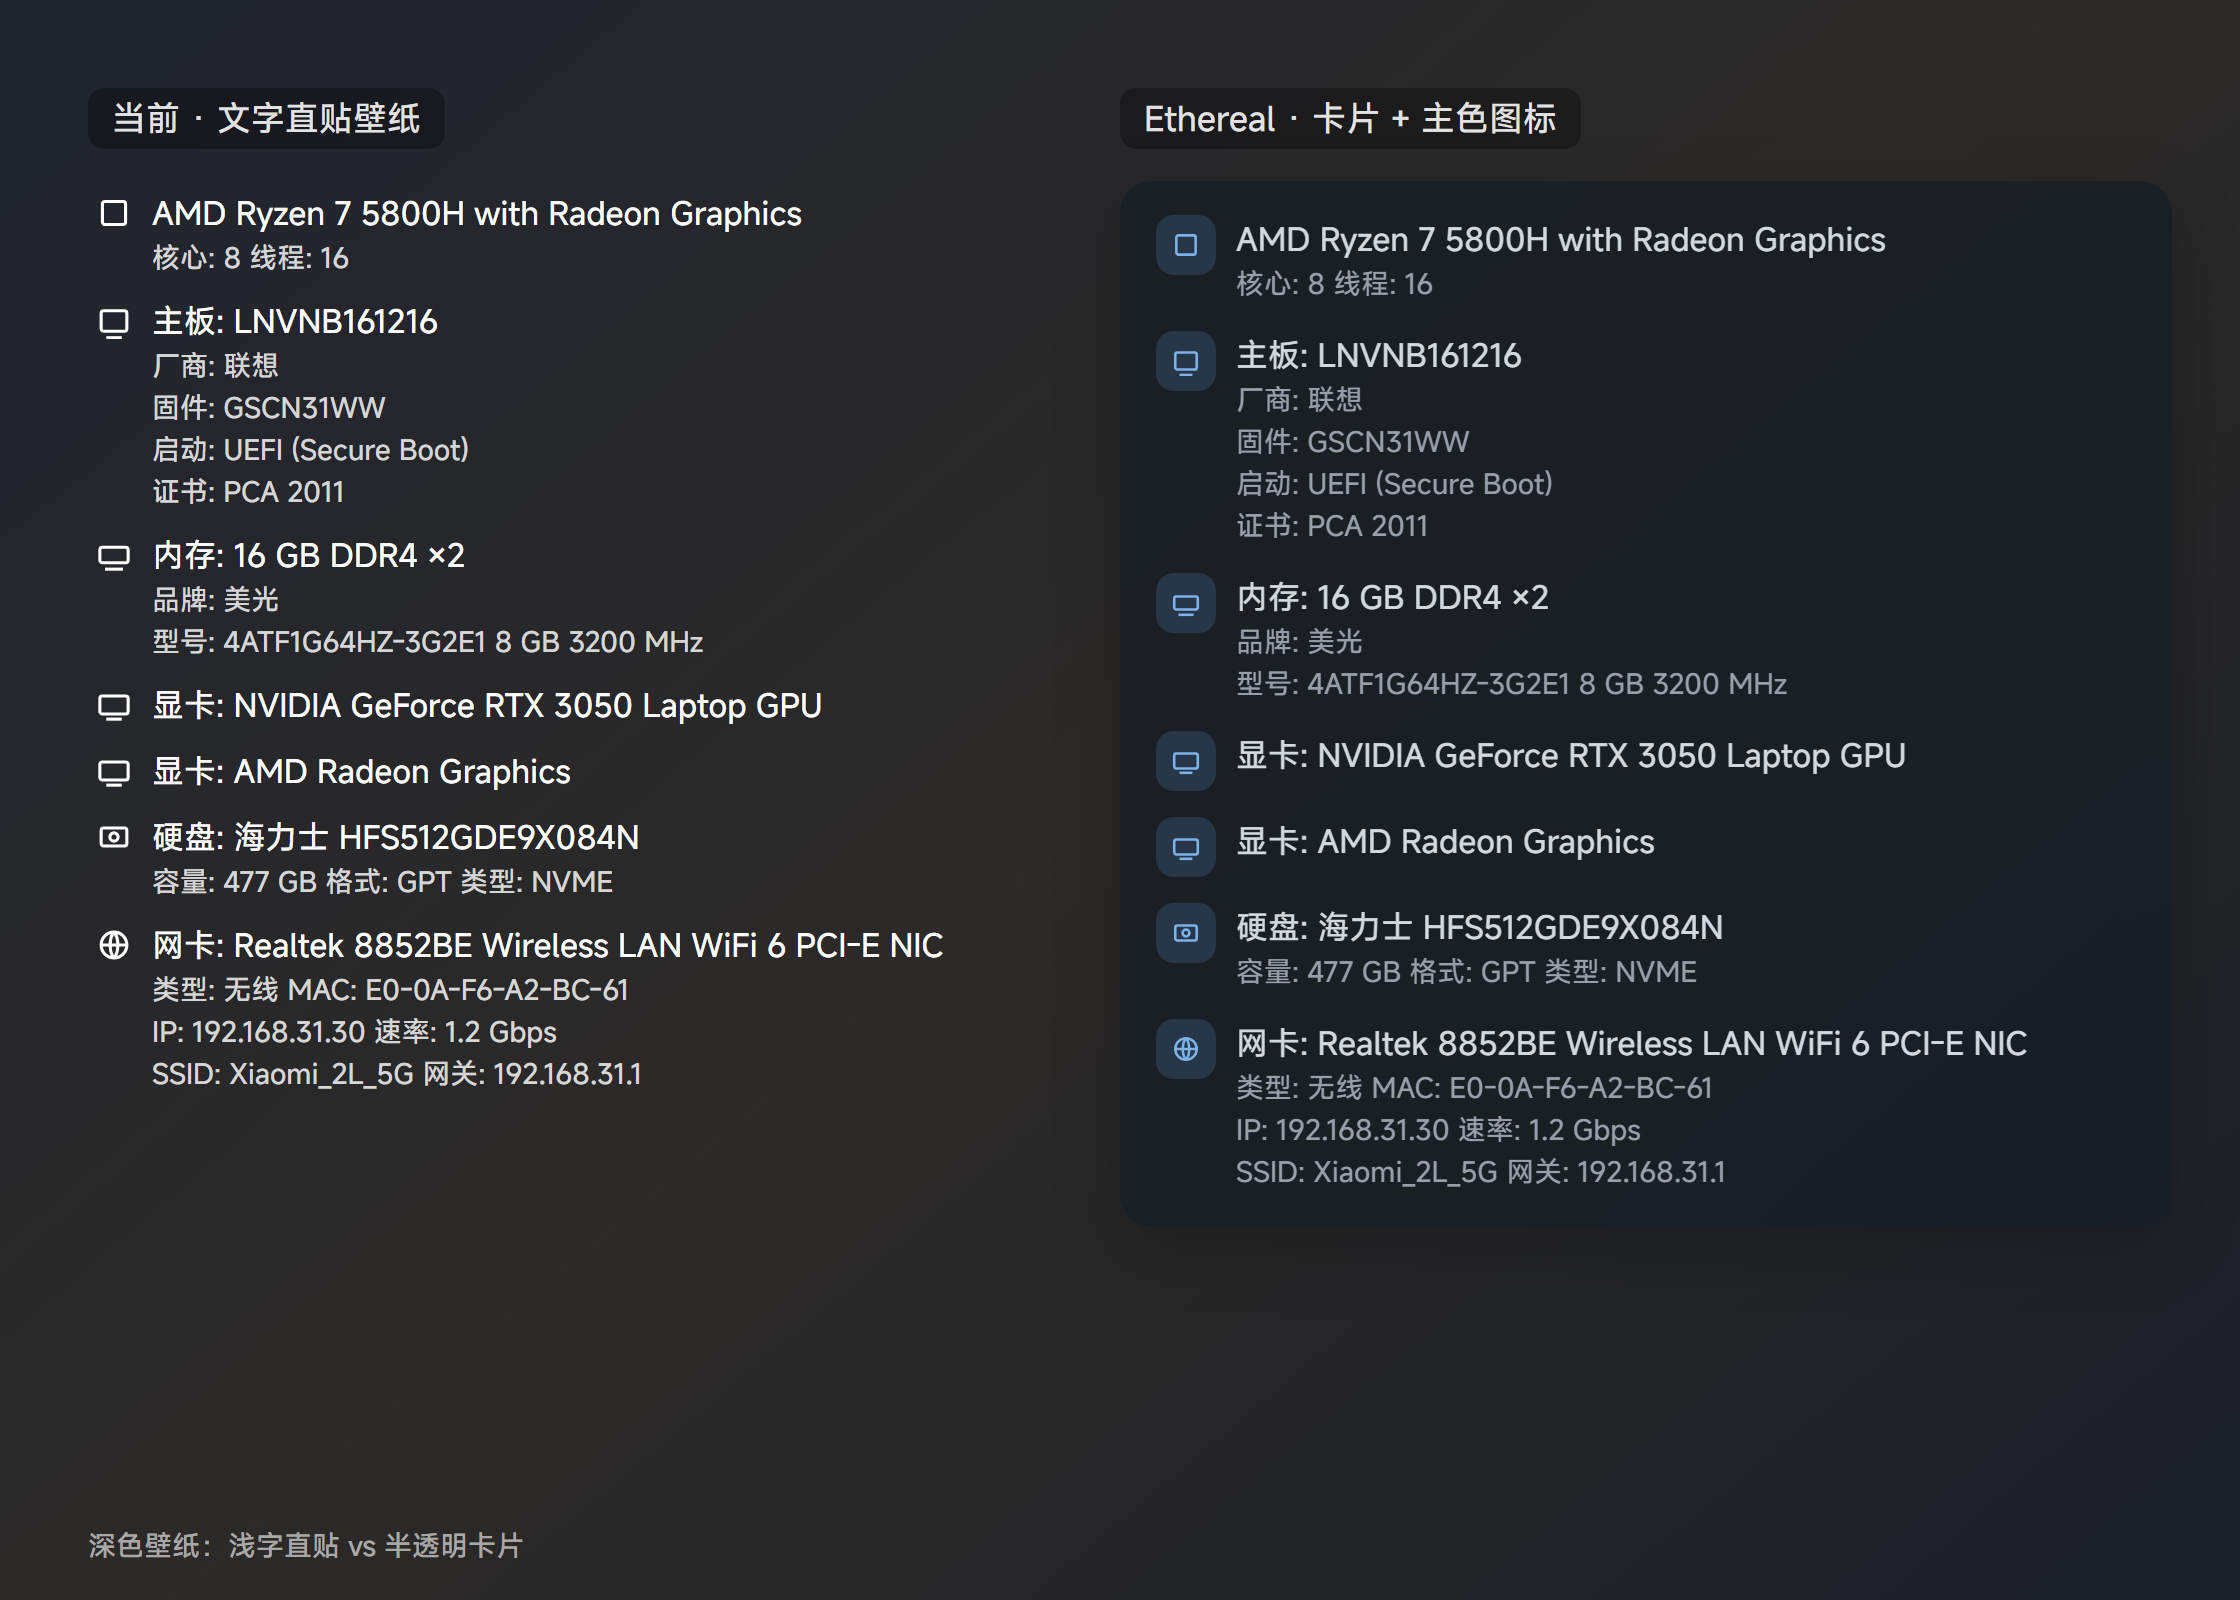 当前 · 文字直贴壁纸
AMD Ryzen 7 5800H with Radeon Graphics
核心: 8 线程: 16
主板: LNVNB161216
厂商: 联想
固件: GSCN31WW
启动: UEFI (Secure Boot)
证书: PCA 2011
内存: 16 GB DDR4 ×2
品牌: 美光
型号: 4ATF1G64HZ-3G2E1 8 GB 3200 MHz
显卡: NVIDIA GeForce RTX 3050 Laptop GPU
显卡: AMD Radeon Graphics
硬盘: 海力士 HFS512GDE9X084N
容量: 477 GB 格式: GPT 类型: NVME
网卡: Realtek 8852BE Wireless LAN WiFi 6 PCI-E NIC
类型: 无线 MAC: E0-0A-F6-A2-BC-61
IP: 192.168.31.30 速率: 1.2 Gbps
SSID: Xiaomi_2L_5G 网关: 192.168.31.1
Ethereal · 卡片 + 主色图标
AMD Ryzen 7 5800H with Radeon Graphics
核心: 8 线程: 16
主板: LNVNB161216
厂商: 联想
固件: GSCN31WW
启动: UEFI (Secure Boot)
证书: PCA 2011
内存: 16 GB DDR4 ×2
品牌: 美光
型号: 4ATF1G64HZ-3G2E1 8 GB 3200 MHz
显卡: NVIDIA GeForce RTX 3050 Laptop GPU
显卡: AMD Radeon Graphics
硬盘: 海力士 HFS512GDE9X084N
容量: 477 GB 格式: GPT 类型: NVME
网卡: Realtek 8852BE Wireless LAN WiFi 6 PCI-E NIC
类型: 无线 MAC: E0-0A-F6-A2-BC-61
IP: 192.168.31.30 速率: 1.2 Gbps
SSID: Xiaomi_2L_5G 网关: 192.168.31.1
深色壁纸：浅字直贴 vs 半透明卡片